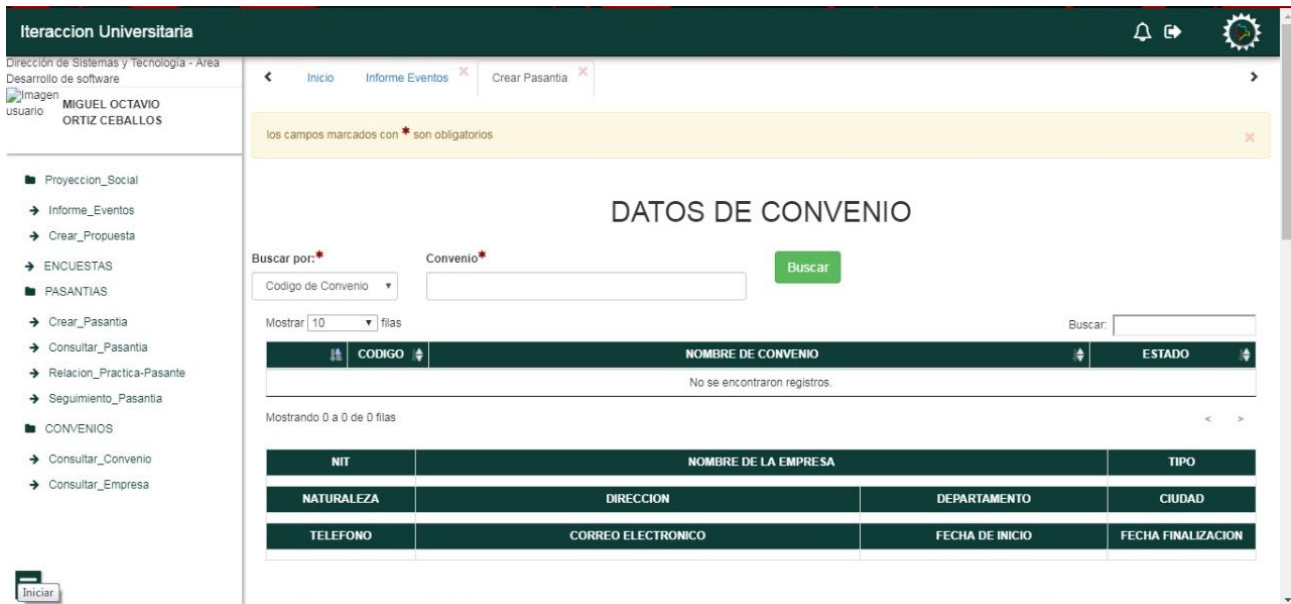 Iteraccion Universitaria
Dirección de Sistemas y Tecnología - Area
Desarrollo de software
Imagen
usuario
MIGUEL OCTAVIO
ORTIZ CEBALLOS
Proyeccion_Social
Informe_Eventos
Crear_Propuesta
ENCUESTAS
PASANTIAS
Crear_Pasantia
Consultar_Pasantia
Relacion_Practica-Pasante
Seguimiento_Pasantia
CONVENIOS
Consultar_Convenio
Consultar_Empresa
Iniciar
Inicio Informe Eventos × Crear Pasantia ×
los campos marcados con * son obligatorios ×
DATOS DE CONVENIO
Buscar por:* Convenio*
Codigo de Convenio Buscar
Mostrar 10 filas Buscar:
CODIGO NOMBRE DE CONVENIO ESTADO
No se encontraron registros.
Mostrando 0 a 0 de 0 filas < >
NIT NOMBRE DE LA EMPRESA TIPO
NATURALEZA DIRECCION DEPARTAMENTO CIUDAD
TELEFONO CORREO ELECTRONICO FECHA DE INICIO FECHA FINALIZACION